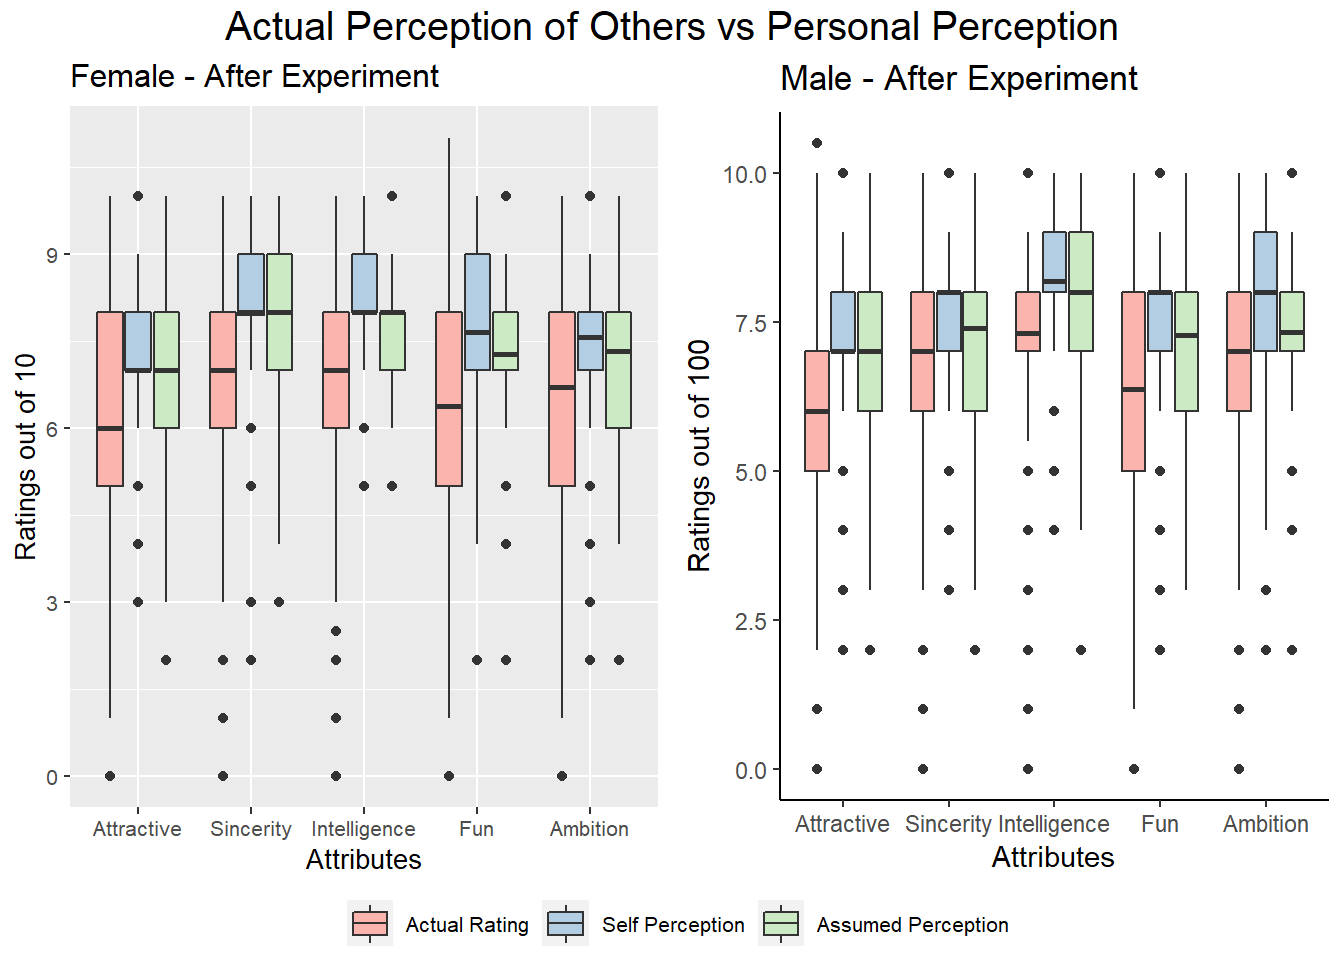 Actual Perception of Others vs Personal Perception
Female - After Experiment
Ratings out of 10
9
6
3
0
Attractive Sincerity Intelligence Fun Ambition
Attributes
Male - After Experiment
Ratings out of 100
10.0
7.5
5.0
2.5
0.0
Attractive Sincerity Intelligence Fun Ambition
Attributes
Actual Rating Self Perception Assumed Perception